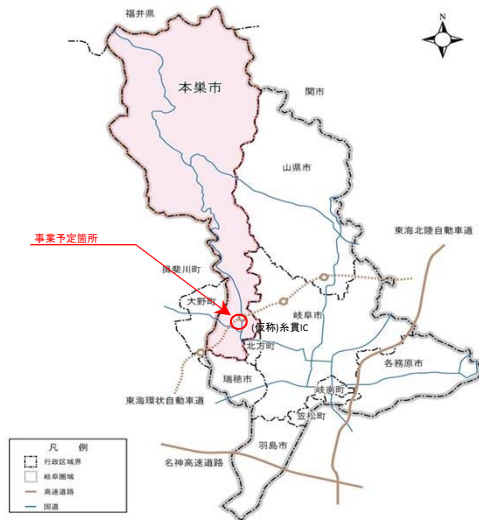 福井県
N
本巣市
関市
山県市
事業予定箇所
東海北陸自動車道
揖斐川町
大野町
岐阜市
(仮称)糸貫IC
北方町
各務原市
瑞穂市
岐南町
東海環状自動車道
笠松町
羽島市
名神高速道路
凡 例
行政区域界
岐阜圏域
高速道路
国道